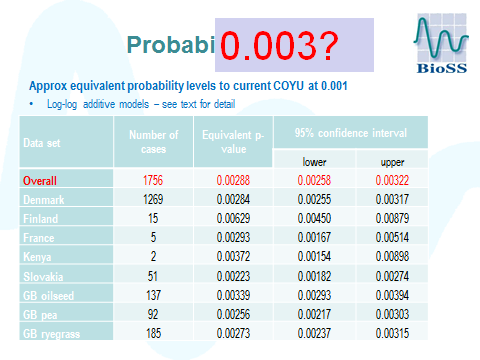 Probabi
0.003?
BioSS
Approx equivalent probability levels to current COYU at 0.001
• Log-log additive models – see text for detail
Data set Number of cases Equivalent p-value 95% confidence interval
lower upper
Overall 1756 0.00288 0.00258 0.00322
Denmark 1269 0.00284 0.00255 0.00317
Finland 15 0.00629 0.00450 0.00879
France 5 0.00293 0.00167 0.00514
Kenya 2 0.00372 0.00154 0.00898
Slovakia 51 0.00223 0.00182 0.00274
GB oilseed 137 0.00339 0.00293 0.00394
GB pea 92 0.00256 0.00217 0.00303
GB ryegrass 185 0.00273 0.00237 0.00315